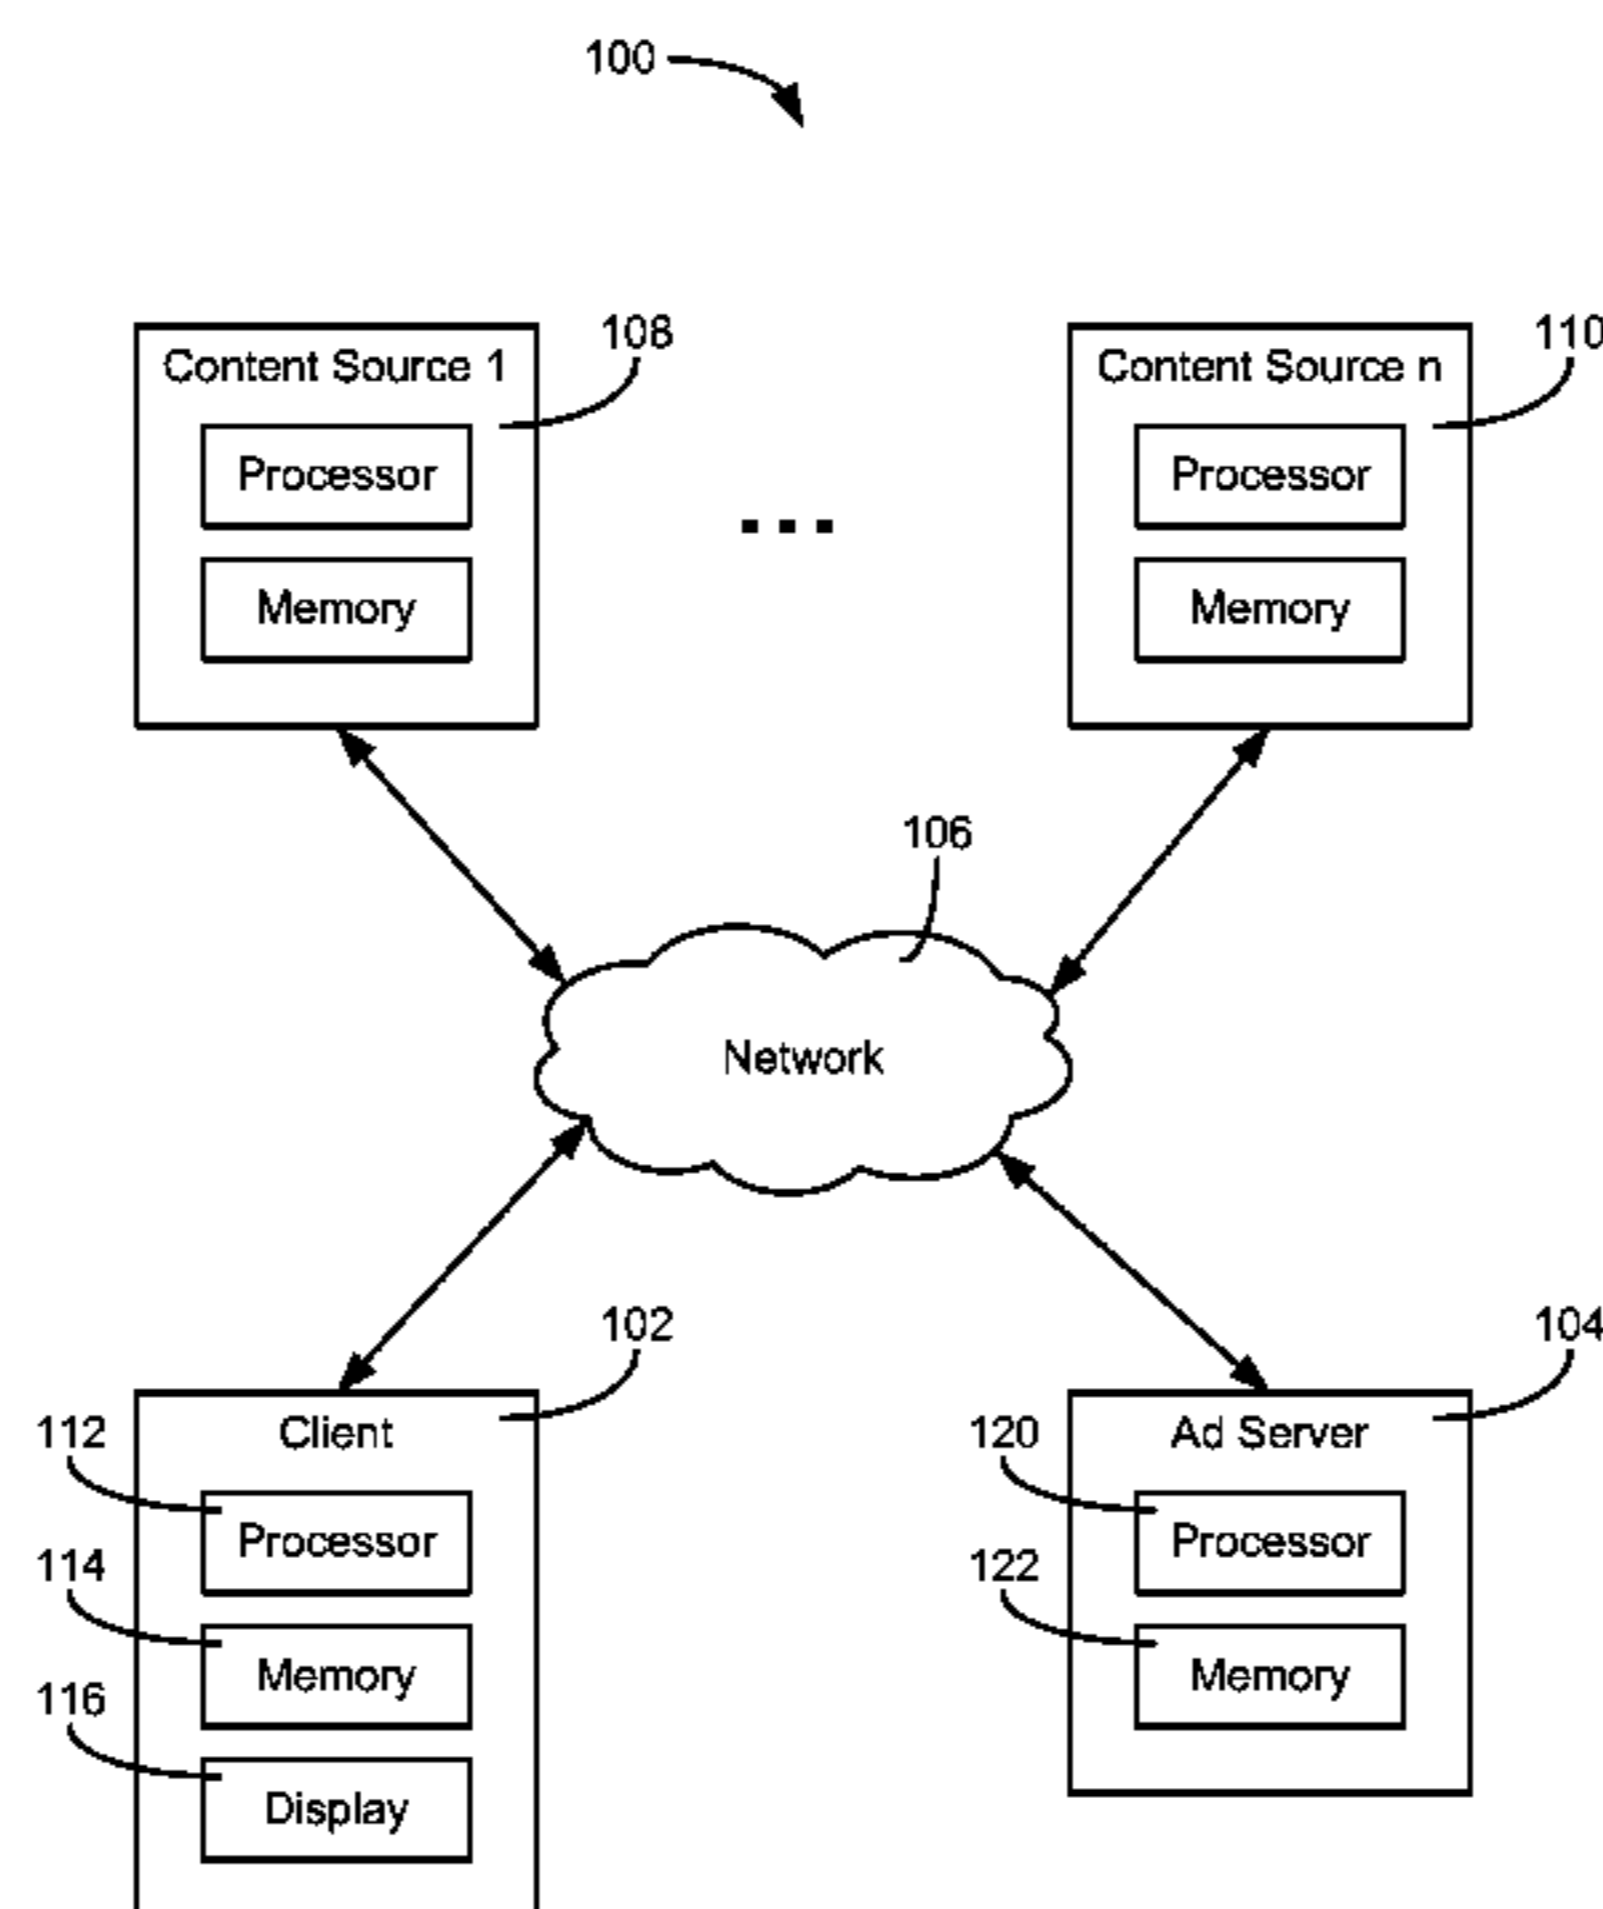 100
108
110
Content Source 1
Content Source n
Processor
Processor
...
Memory
Memory
106
Network
102
104
Client
Ad Server
112
120
Processor
Processor
114
122
Memory
Memory
116
Display